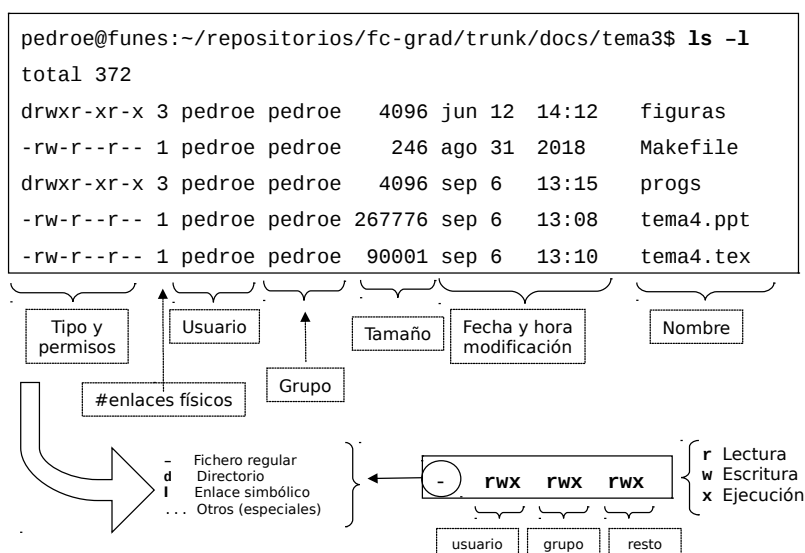 pedroe@funes:~/repositorios/fc-grad/trunk/docs/tema3$ ls –l
total 372
drwxr-xr-x 3 pedroe pedroe 4096 jun 12 14:12 figuras
-rw-r--r-- 1 pedroe pedroe 246 ago 31 2018 Makefile
drwxr-xr-x 3 pedroe pedroe 4096 sep 6 13:15 progs
-rw-r--r-- 1 pedroe pedroe 267776 sep 6 13:08 tema4.ppt
-rw-r--r-- 1 pedroe pedroe 90001 sep 6 13:10 tema4.tex
Tipo y
permisos
Usuario
Tamaño
Fecha y hora
modificación
Nombre
#enlaces físicos
Grupo
– Fichero regular
d Directorio
l Enlace simbólico
... Otros (especiales)
- rwx rwx rwx
r Lectura
w Escritura
x Ejecución
usuario
grupo
resto